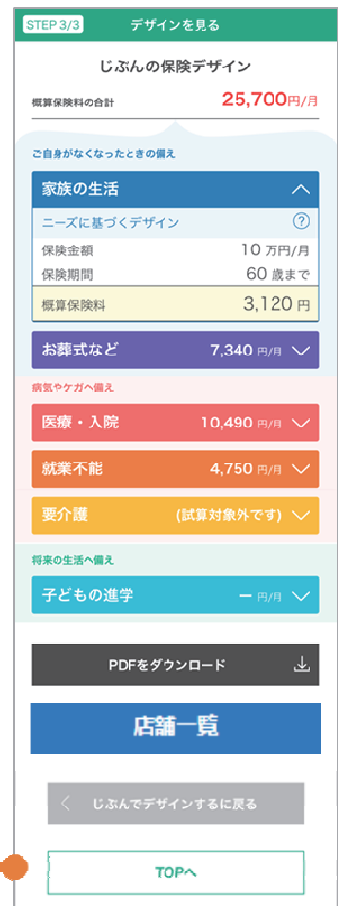 STEP 3/3 デザインを見る
じぶんの保険デザイン
概算保険料の合計 25,700円/月
ご自身がなくなったときの備え
家族の生活
ニーズに基づくデザイン ?
保険金額 10 万円/月
保険期間 60 歳まで
概算保険料 3,120 円
お葬式など 7,340 円/月
病気やケガへ備え
医療・入院 10,490 円/月
就業不能 4,750 円/月
要介護 (試算対象外です)
将来の生活へ備え
子どもの進学 ー 円/月
PDFをダウンロード
店舗一覧
じぶんでデザインするに戻る
TOPへ